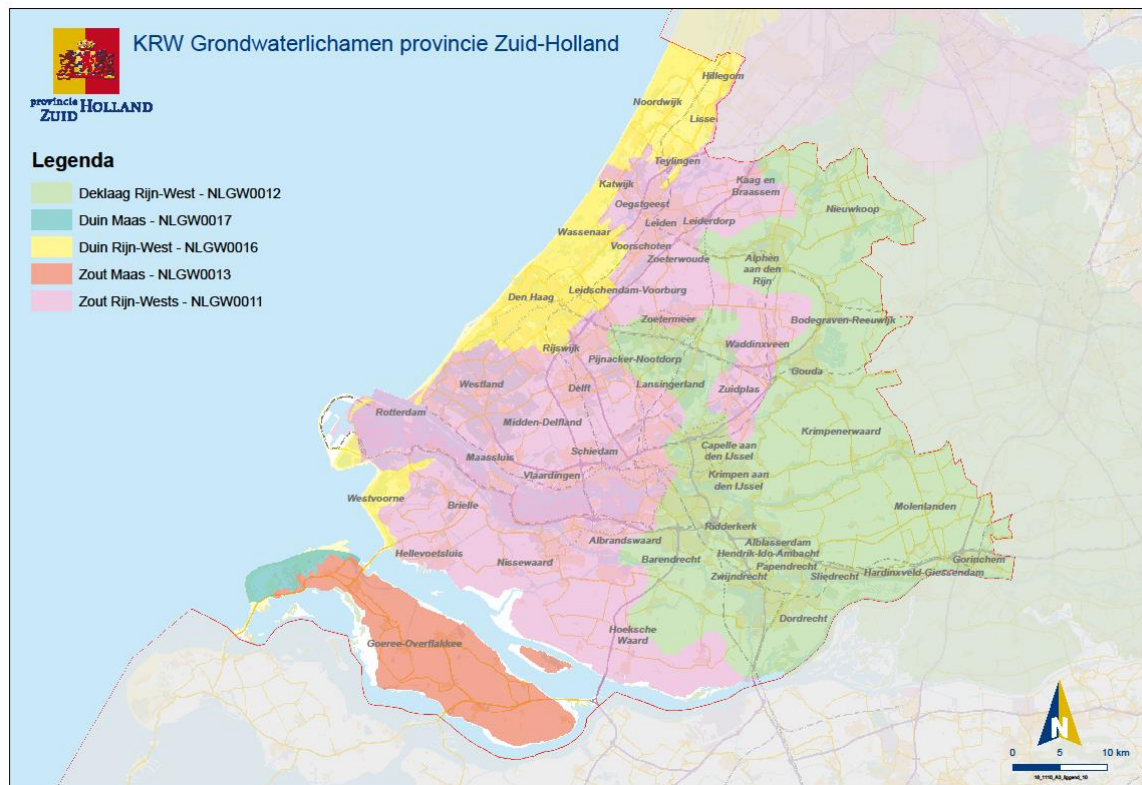 KRW Grondwaterlichamen provincie Zuid-Holland
provincie
ZUID HOLLAND
Legenda
Deklaag Rijn-West - NLGW0012
Duin Maas - NLGW0017
Duin Rijn-West - NLGW0016
Zout Maas - NLGW0013
Zout Rijn-Wests - NLGW0011
Hillegom
Noordwijk
Lisse
Teylingen
Katwijk
Kaag en
Braassem
Oegstgeest
Nieuwkoop
Leiden
Leiderdorp
Wassenaar
Voorschoten
Zoeterwoude
Alphen
aan den
Rijn
Leidschendam-Voorburg
Den Haag
Zoetermeer
Bodegraven-Reeuwijk
Rijswijk
Waddinxveen
Pijnacker-Nootdorp
Gouda
Westland
Delft
Lansingerland
Zuidplas
Rotterdam
Midden-Delfland
Krimpenerwaard
Schiedam
Capelle aan
den IJssel
Maassluis
Vlaardingen
Krimpen aan
den IJssel
Westvoorne
Brielle
Molenlanden
Ridderkerk
Albrandswaard
Alblasserdam
Hellevoetsluis
Nissewaard
Barendrecht
Hendrik-Ido-Ambacht
Gorinchem
Papendrecht
Zwijndrecht
Sliedrecht
Hardinxveld-Giessendam
Dordrecht
Hoeksche
Waard
Goeree-Overflakkee
N
0 5 10 km